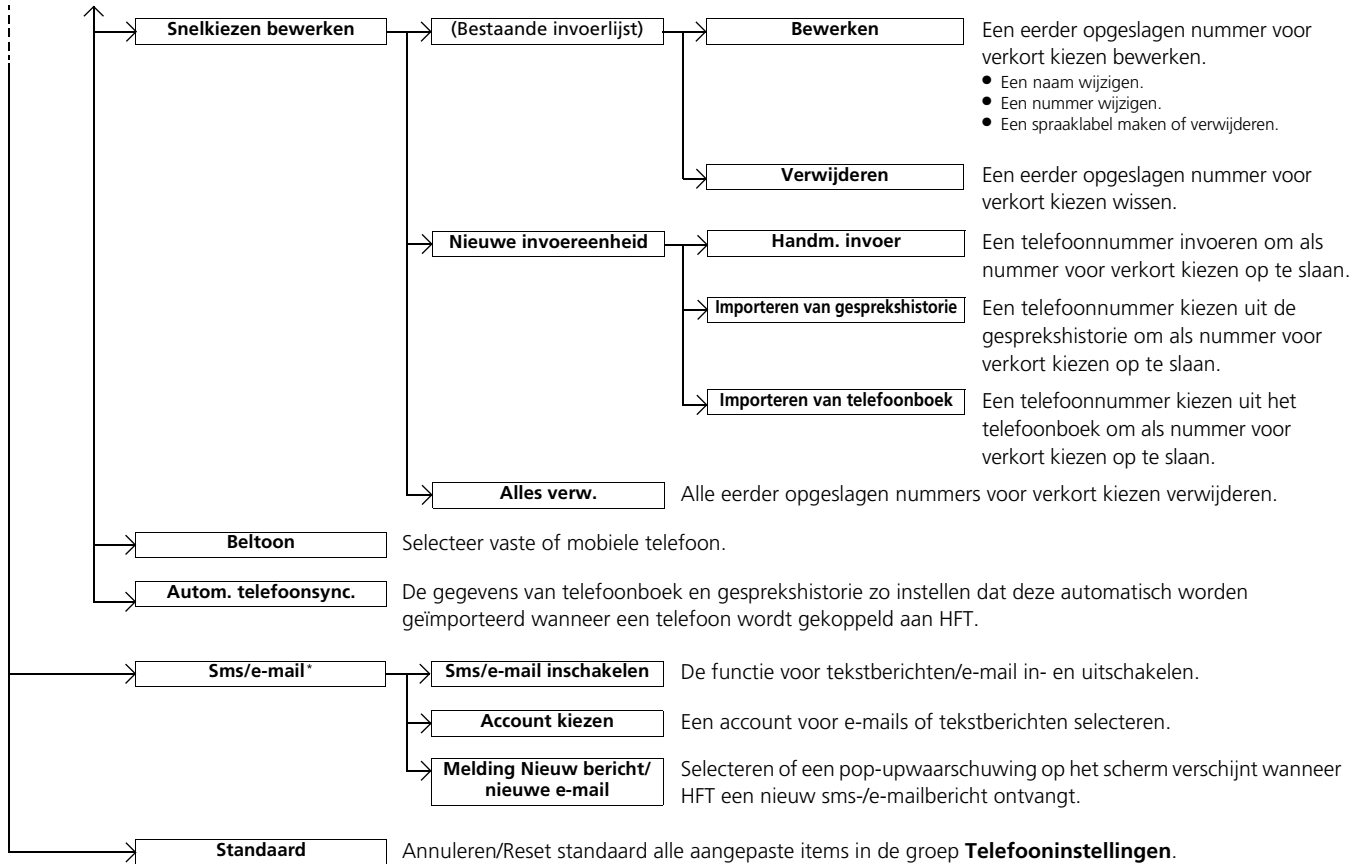 Snelkiezen bewerken
(Bestaande invoerlijst)
Bewerken
Een eerder opgeslagen nummer voor
verkort kiezen bewerken.
● Een naam wijzigen.
● Een nummer wijzigen.
● Een spraaklabel maken of verwijderen.
Verwijderen
Een eerder opgeslagen nummer voor
verkort kiezen wissen.
Nieuwe invoereenheid
Handm. invoer
Een telefoonnummer invoeren om als
nummer voor verkort kiezen op te slaan.
Importeren van gesprekshistorie
Een telefoonnummer kiezen uit de
gesprekshistorie om als nummer voor
verkort kiezen op te slaan.
Importeren van telefoonboek
Een telefoonnummer kiezen uit het
telefoonboek om als nummer voor
verkort kiezen op te slaan.
Alles verw.
Alle eerder opgeslagen nummers voor verkort kiezen verwijderen.
Beltoon
Selecteer vaste of mobiele telefoon.
Autom. telefoonsync.
De gegevens van telefoonboek en gesprekshistorie zo instellen dat deze automatisch worden
geïmporteerd wanneer een telefoon wordt gekoppeld aan HFT.
Sms/e-mail*
Sms/e-mail inschakelen
De functie voor tekstberichten/e-mail in- en uitschakelen.
Account kiezen
Een account voor e-mails of tekstberichten selecteren.
Melding Nieuw bericht/
nieuwe e-mail
Selecteren of een pop-upwaarschuwing op het scherm verschijnt wanneer
HFT een nieuw sms-/e-mailbericht ontvangt.
Standaard
Annuleren/Reset standaard alle aangepaste items in de groep Telefooninstellingen.